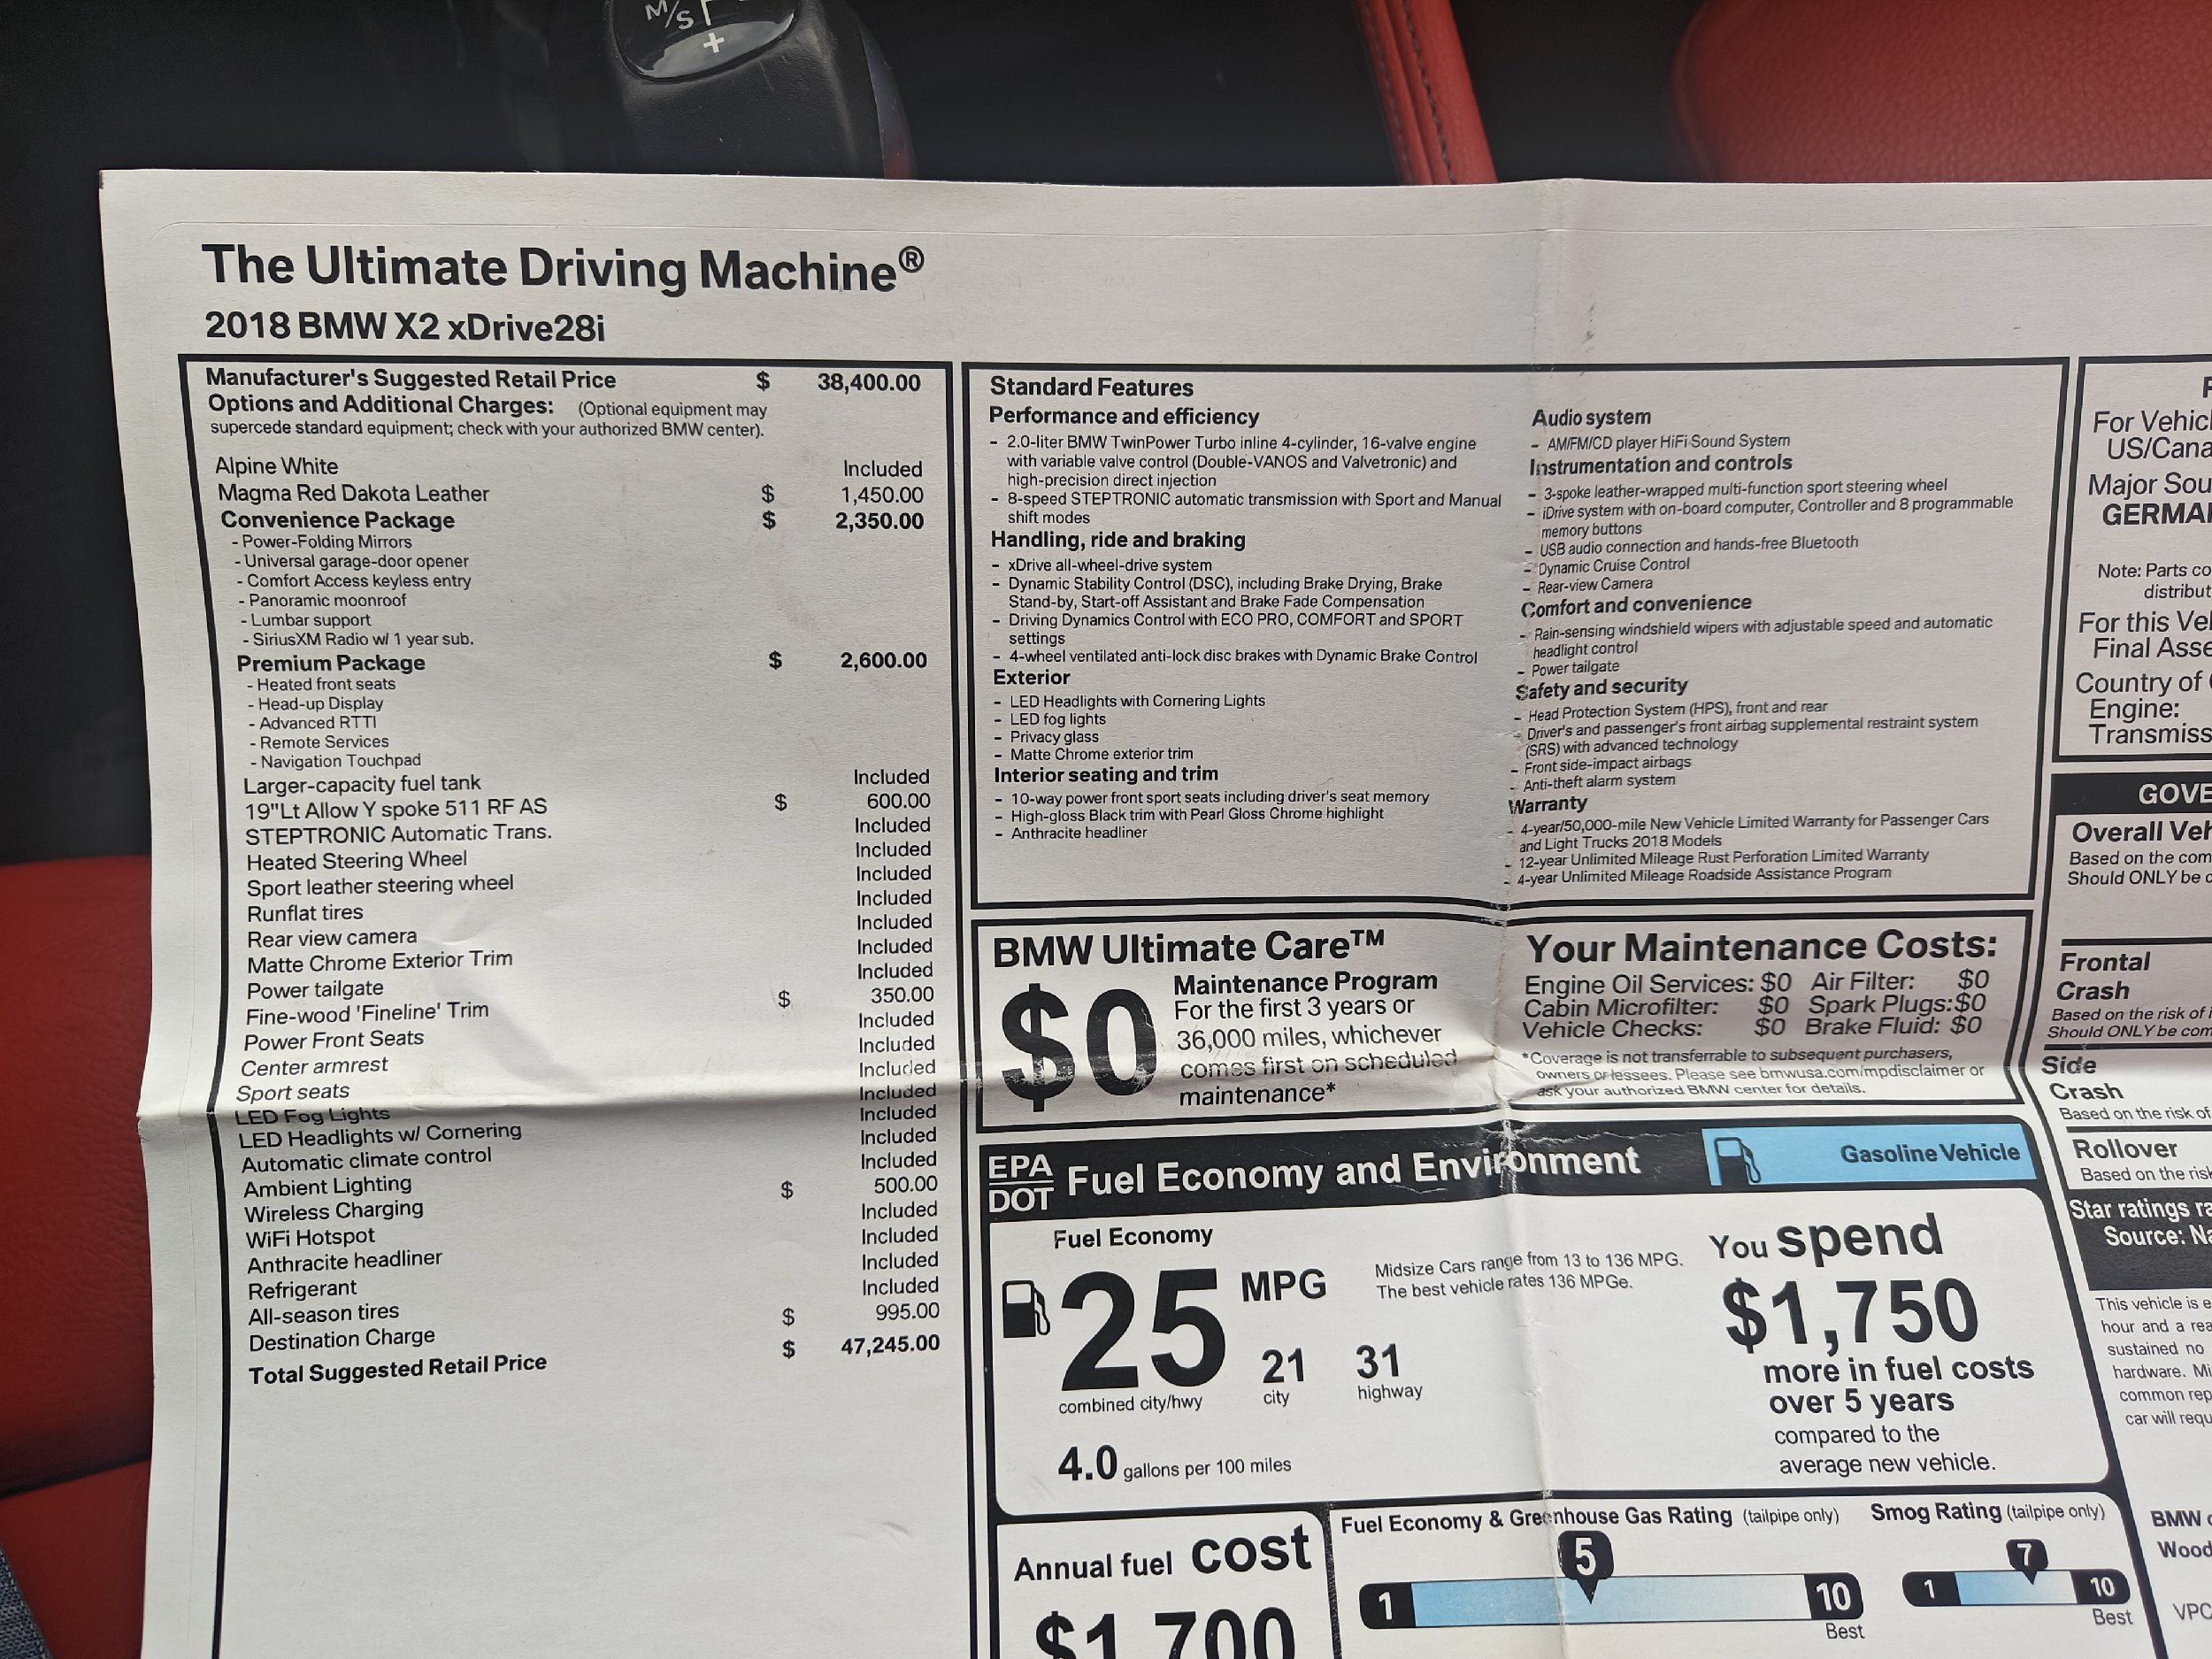 M/S
+
The Ultimate Driving Machine®
2018 BMW X2 xDrive28i
Manufacturer's Suggested Retail Price $ 38,400.00
Options and Additional Charges: (Optional equipment may
supercede standard equipment; check with your authorized BMW center).
Alpine White Included
Magma Red Dakota Leather $ 1,450.00
Convenience Package $ 2,350.00
- Power-Folding Mirrors
- Universal garage-door opener
- Comfort Access keyless entry
- Panoramic moonroof
- Lumbar support
- SiriusXM Radio w/ 1 year sub.
Premium Package $ 2,600.00
- Heated front seats
- Head-up Display
- Advanced RTTI
- Remote Services
- Navigation Touchpad
Larger-capacity fuel tank Included
19"Lt Allow Y spoke 511 RF AS $ 600.00
STEPTRONIC Automatic Trans. Included
Heated Steering Wheel Included
Sport leather steering wheel Included
Runflat tires Included
Rear view camera Included
Matte Chrome Exterior Trim Included
Power tailgate Included
Fine-wood 'Fineline' Trim $ 350.00
Power Front Seats Included
Center armrest Included
Sport seats Included
LED Fog Lights Included
LED Headlights w/ Cornering Included
Automatic climate control Included
Ambient Lighting Included
Wireless Charging $ 500.00
WiFi Hotspot Included
Anthracite headliner Included
Refrigerant Included
All-season tires Included
Destination Charge $ 995.00
Total Suggested Retail Price $ 47,245.00
Standard Features
Performance and efficiency
- 2.0-liter BMW TwinPower Turbo inline 4-cylinder, 16-valve engine
with variable valve control (Double-VANOS and Valvetronic) and
high-precision direct injection
- 8-speed STEPTRONIC automatic transmission with Sport and Manual
shift modes
Handling, ride and braking
- xDrive all-wheel-drive system
- Dynamic Stability Control (DSC), including Brake Drying, Brake
Stand-by, Start-off Assistant and Brake Fade Compensation
- Driving Dynamics Control with ECO PRO, COMFORT and SPORT
settings
- 4-wheel ventilated anti-lock disc brakes with Dynamic Brake Control
Exterior
- LED Headlights with Cornering Lights
- LED fog lights
- Privacy glass
- Matte Chrome exterior trim
Interior seating and trim
- 10-way power front sport seats including driver's seat memory
- High-gloss Black trim with Pearl Gloss Chrome highlight
- Anthracite headliner
Audio system
- AM/FM/CD player HiFi Sound System
Instrumentation and controls
- 3-spoke leather-wrapped multi-function sport steering wheel
- iDrive system with on-board computer, Controller and 8 programmable
memory buttons
- USB audio connection and hands-free Bluetooth
- Dynamic Cruise Control
- Rear-view Camera
Comfort and convenience
- Rain-sensing windshield wipers with adjustable speed and automatic
headlight control
- Power tailgate
Safety and security
- Head Protection System (HPS), front and rear
- Driver's and passenger's front airbag supplemental restraint system
(SRS) with advanced technology
- Front side-impact airbags
- Anti-theft alarm system
Warranty
- 4-year/50,000-mile New Vehicle Limited Warranty for Passenger Cars
and Light Trucks 2018 Models
- 12-year Unlimited Mileage Rust Perforation Limited Warranty
- 4-year Unlimited Mileage Roadside Assistance Program
BMW Ultimate Care™
$0
Maintenance Program
For the first 3 years or
36,000 miles, whichever
comes first on scheduled
maintenance*
Your Maintenance Costs:
Engine Oil Services: $0 Air Filter: $0
Cabin Microfilter: $0 Spark Plugs: $0
Vehicle Checks: $0 Brake Fluid: $0
*Coverage is not transferrable to subsequent purchasers,
owners or lessees. Please see bmwusa.com/mpdisclaimer or
ask your authorized BMW center for details.
EPA
DOT
Fuel Economy and Environment
Gasoline Vehicle
Fuel Economy
25 MPG
combined city/hwy
21
city
31
highway
4.0 gallons per 100 miles
Midsize Cars range from 13 to 136 MPG.
The best vehicle rates 136 MPGe.
You spend
$1,750
more in fuel costs
over 5 years
compared to the
average new vehicle.
Annual fuel cost
$1,700
Fuel Economy & Greenhouse Gas Rating (tailpipe only)
5
1
10
Best
Smog Rating (tailpipe only)
7
1
10
Best
For Vehicl
US/Cana
Major Sou
GERMA
Note: Parts co
distribut
For this Veh
Final Asse
Country of
Engine:
Transmiss
GOVE
Overall Veh
Based on the com
Should ONLY be c
Frontal
Crash
Based on the risk of i
Should ONLY be com
Side
Crash
Based on the risk of
Rollover
Based on the risk
Star ratings ra
Source: Na
This vehicle is e
hour and a rea
sustained no
hardware. Mi
common rep
car will requ
BMW
Wood
VPC